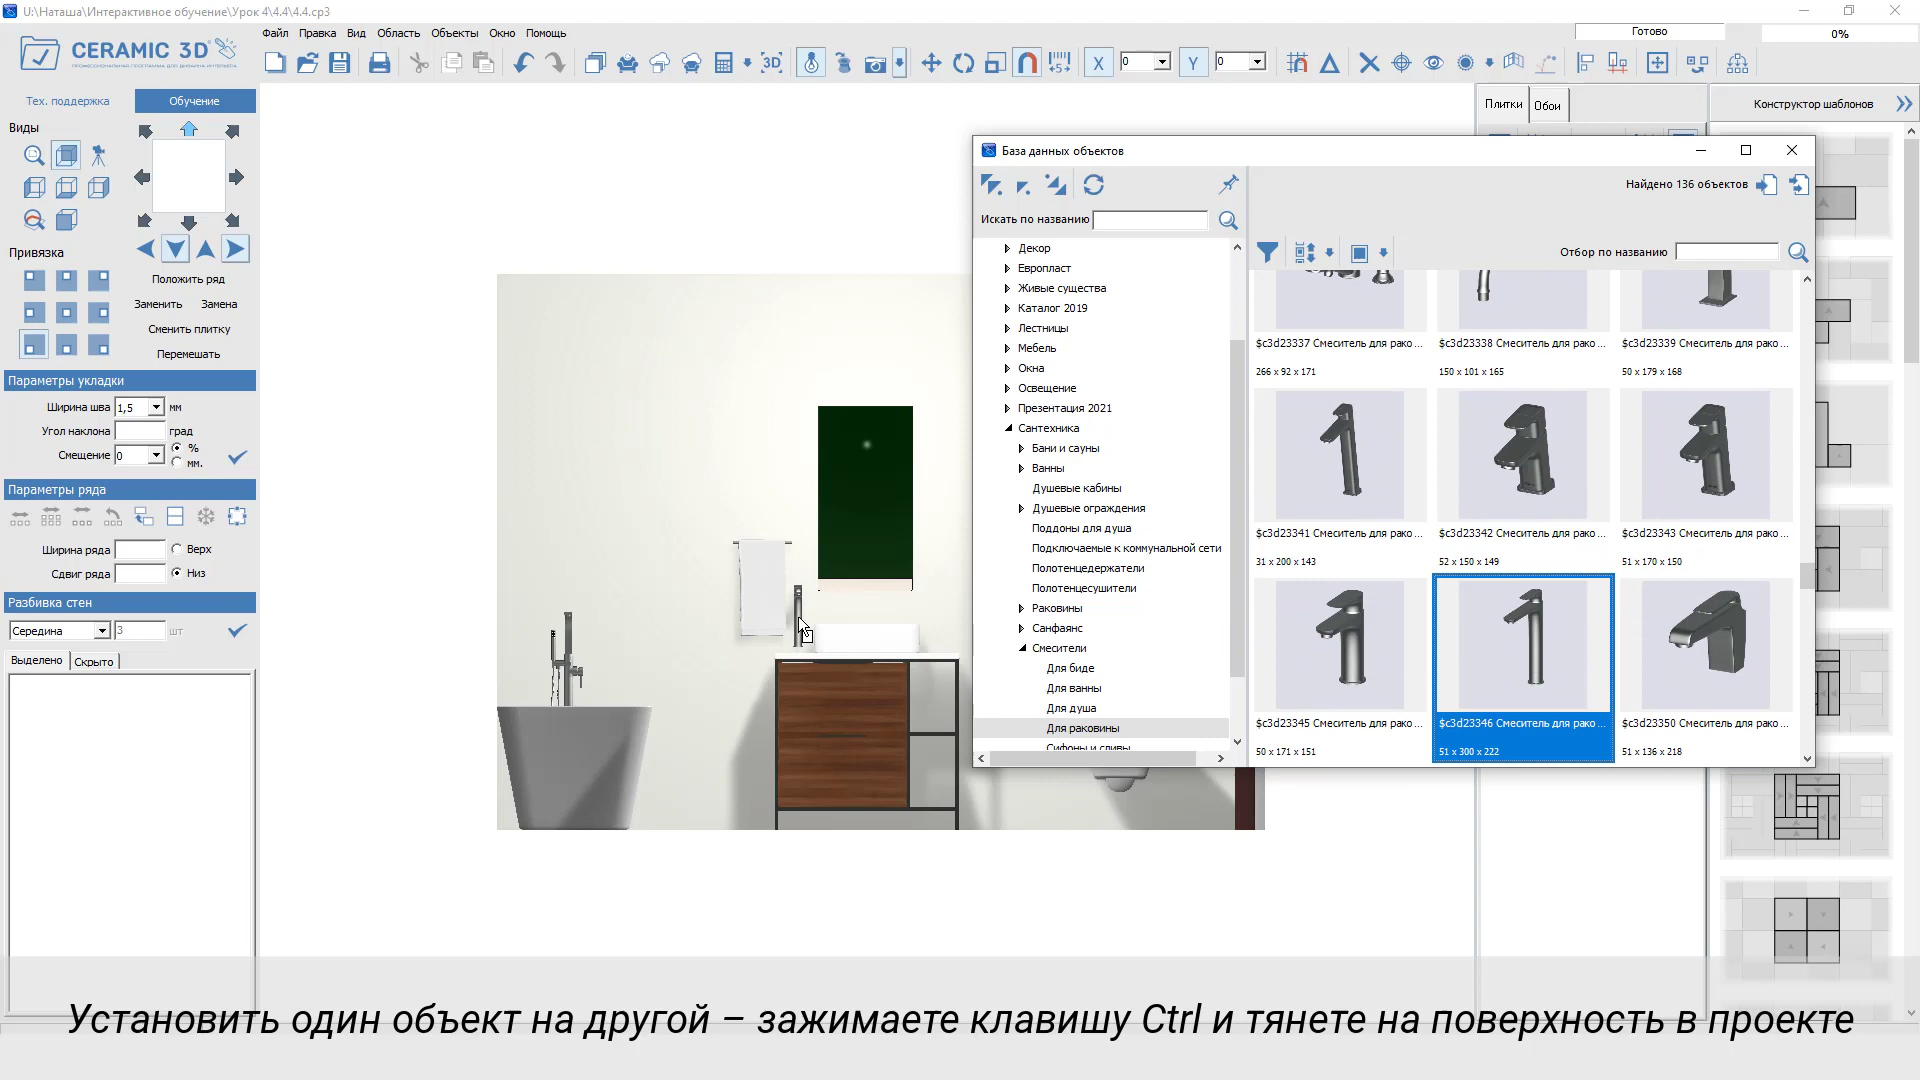 U:\Наташа\Интерактивное обучение\Урок 4\4.4\4.4.cp3
CERAMIC 3D
Файл Правка Вид Область Объекты Окно Помощь
Готово
0%
3D
X 0 Y 0
Тех. поддержка Обучение
Виды
Привязка
Положить ряд
Заменить Замена
Сменить плитку
Перемешать
Параметры укладки
Ширина шва 1,5 мм
Угол наклона град
Смещение 0 %
мм.
Параметры ряда
Ширина ряда Верх
Сдвиг ряда Низ
Разбивка стен
Середина 3 шт
Выделено Скрыто
Плитки Обои
Конструктор шаблонов
База данных объектов
Искать по названию
Найдено 136 объектов
Отбор по названию
Декор
Европласт
Живые существа
Каталог 2019
Лестницы
Мебель
Окна
Освещение
Презентация 2021
Сантехника
Бани и сауны
Ванны
Душевые кабины
Душевые ограждения
Поддоны для душа
Подключаемые к коммунальной сети
Полотенцедержатели
Полотенцесушители
Раковины
Санфаянс
Смесители
Для биде
Для ванны
Для душа
Для раковины
Сифоны и сливы
$c3d23337 Смеситель для рако ...
266 x 92 x 171
$c3d23338 Смеситель для рако ...
150 x 101 x 165
$c3d23339 Смеситель для рако ...
50 x 179 x 168
$c3d23341 Смеситель для рако ...
31 x 200 x 143
$c3d23342 Смеситель для рако ...
52 x 150 x 149
$c3d23343 Смеситель для рако ...
51 x 170 x 150
$c3d23345 Смеситель для рако ...
50 x 171 x 151
$c3d23346 Смеситель для рако ...
51 x 300 x 222
$c3d23350 Смеситель для рако ...
51 x 136 x 218
Установить один объект на другой – зажимаете клавишу Ctrl и тянете на поверхность в проекте